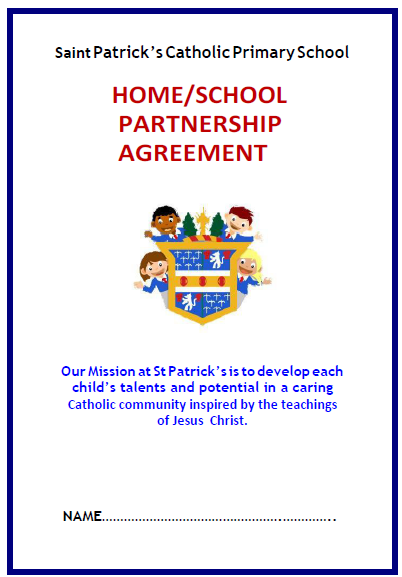 Saint Patrick's Catholic Primary School
HOME/SCHOOL
PARTNERSHIP
AGREEMENT
Our Mission at St Patrick's is to develop each
child's talents and potential in a caring
Catholic community inspired by the teachings
of Jesus Christ.
NAME……………………………………………..…………..